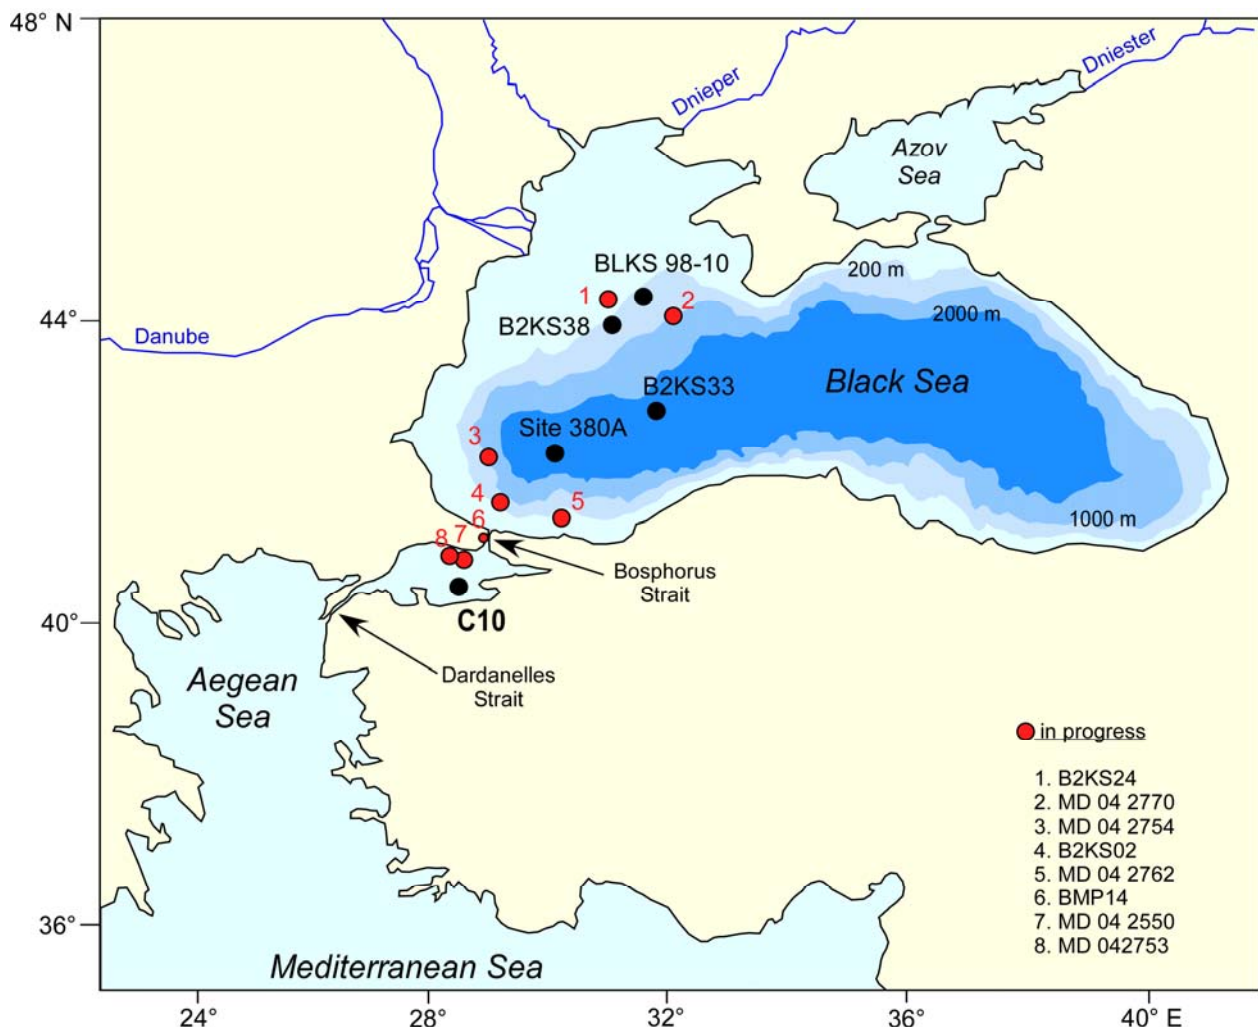 48° N
Dnieper
Dniester
Azov
Sea
BLKS 98-10
200 m
1
2
2000 m
44°
B2KS38
Danube
B2KS33
Black Sea
Site 380A
3
4
5
6
1000 m
8
7
Bosphorus
Strait
C10
40°
Dardanelles
Strait
Aegean
Sea
in progress
1. B2KS24
2. MD 04 2770
3. MD 04 2754
4. B2KS02
5. MD 04 2762
6. BMP14
7. MD 04 2550
8. MD 042753
36°
Mediterranean Sea
24°
28°
32°
36°
40° E